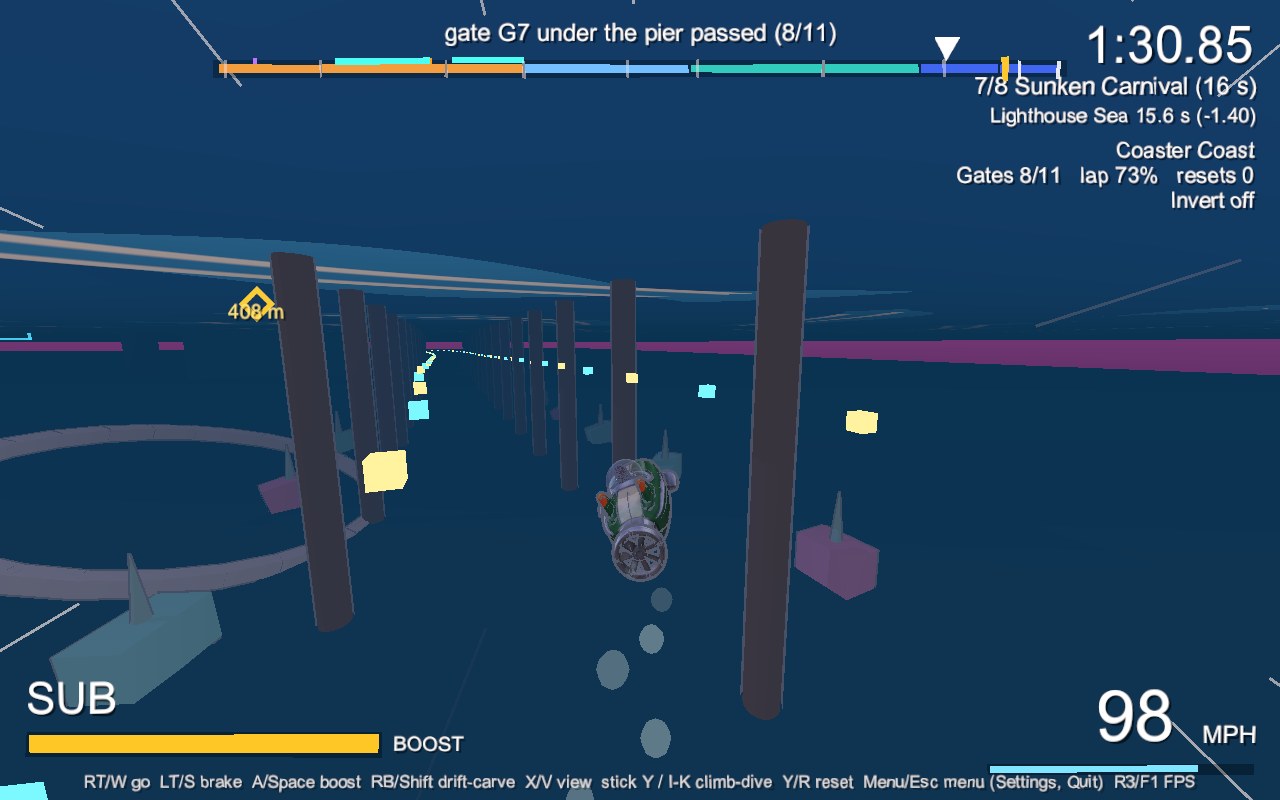 gate G7 under the pier passed (8/11)
1:30.85
7/8 Sunken Carnival (16 s)
Lighthouse Sea 15.6 s (-1.40)
Coaster Coast
Gates 8/11 lap 73% resets 0
Invert off
408 m
SUB
BOOST
98 MPH
RT/W go LT/S brake A/Space boost RB/Shift drift-carve X/V view stick Y / I-K climb-dive Y/R reset Menu/Esc menu (Settings, Quit) R3/F1 FPS